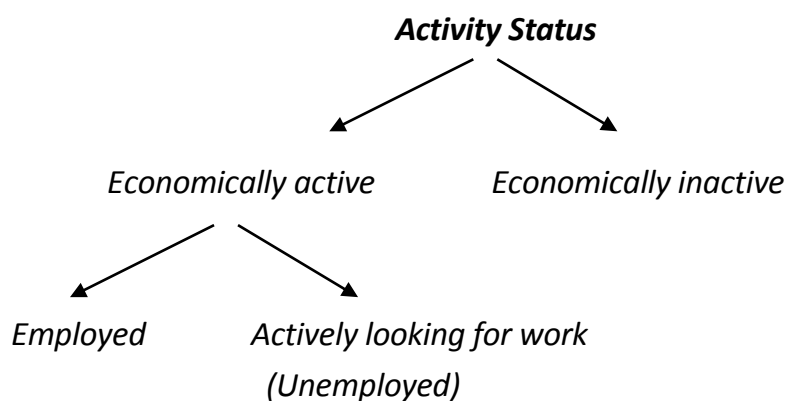 Activity Status
Economically active
Economically inactive
Employed
Actively looking for work
(Unemployed)